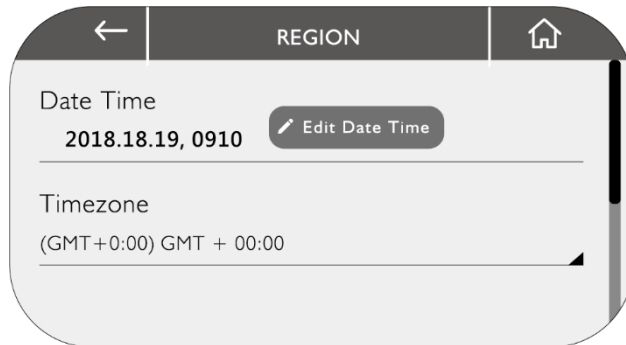 REGION
Date Time
2018.18.19, 0910
Edit Date Time
Timezone
(GMT+0:00) GMT + 00:00